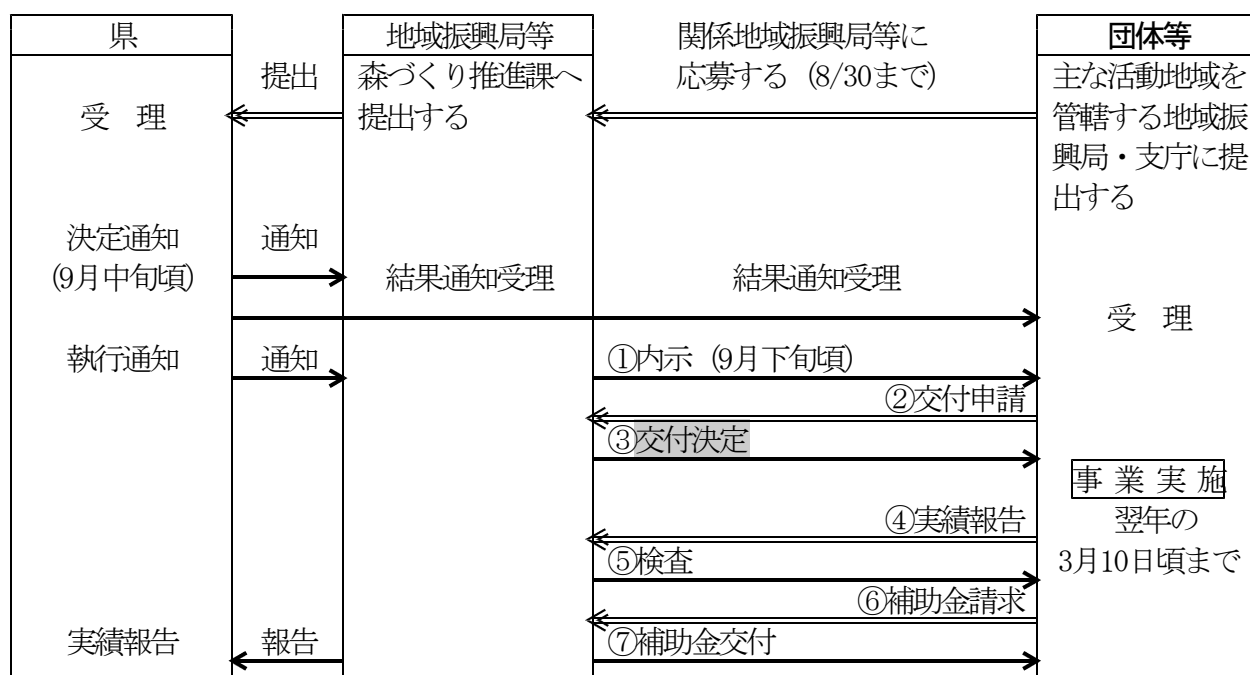 県
地域振興局等
関係地域振興局等に
団体等
提出
森づくり推進課へ
応募する (8/30まで)
主な活動地域を
受 理
提出する
管轄する地域振
興局・支庁に提
出する
決定通知
通知
(9月中旬頃)
結果通知受理
結果通知受理
受 理
執行通知
通知
①内示 (9月下旬頃)
②交付申請
③交付決定
事 業 実 施
④実績報告
翌年の
⑤検査
3月10日頃まで
⑥補助金請求
実績報告
報告
⑦補助金交付